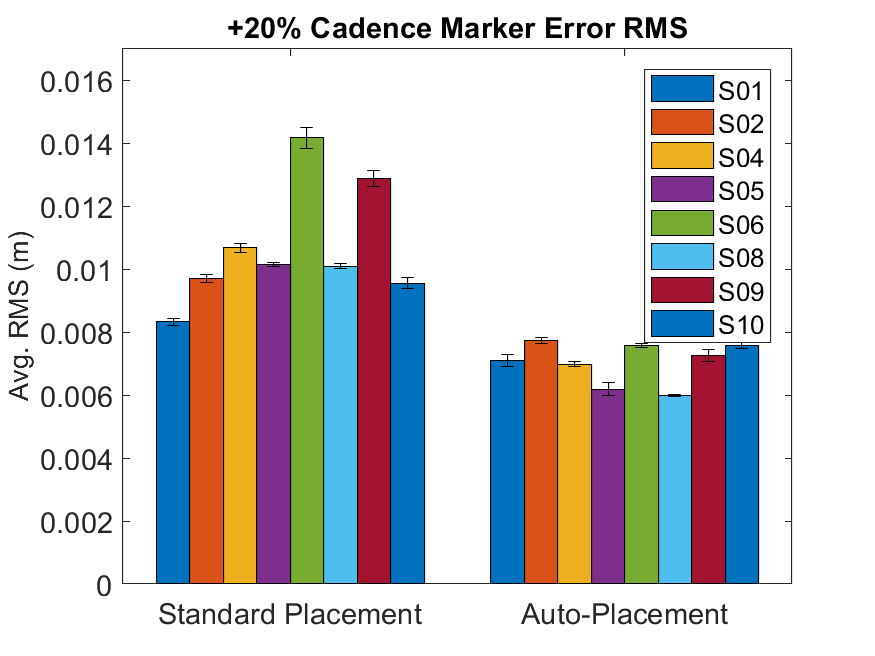 +20% Cadence Marker Error RMS
Avg. RMS (m)
0.016
0.014
0.012
0.01
0.008
0.006
0.004
0.002
0
S01
S02
S04
S05
S06
S08
S09
S10
Standard Placement
Auto-Placement